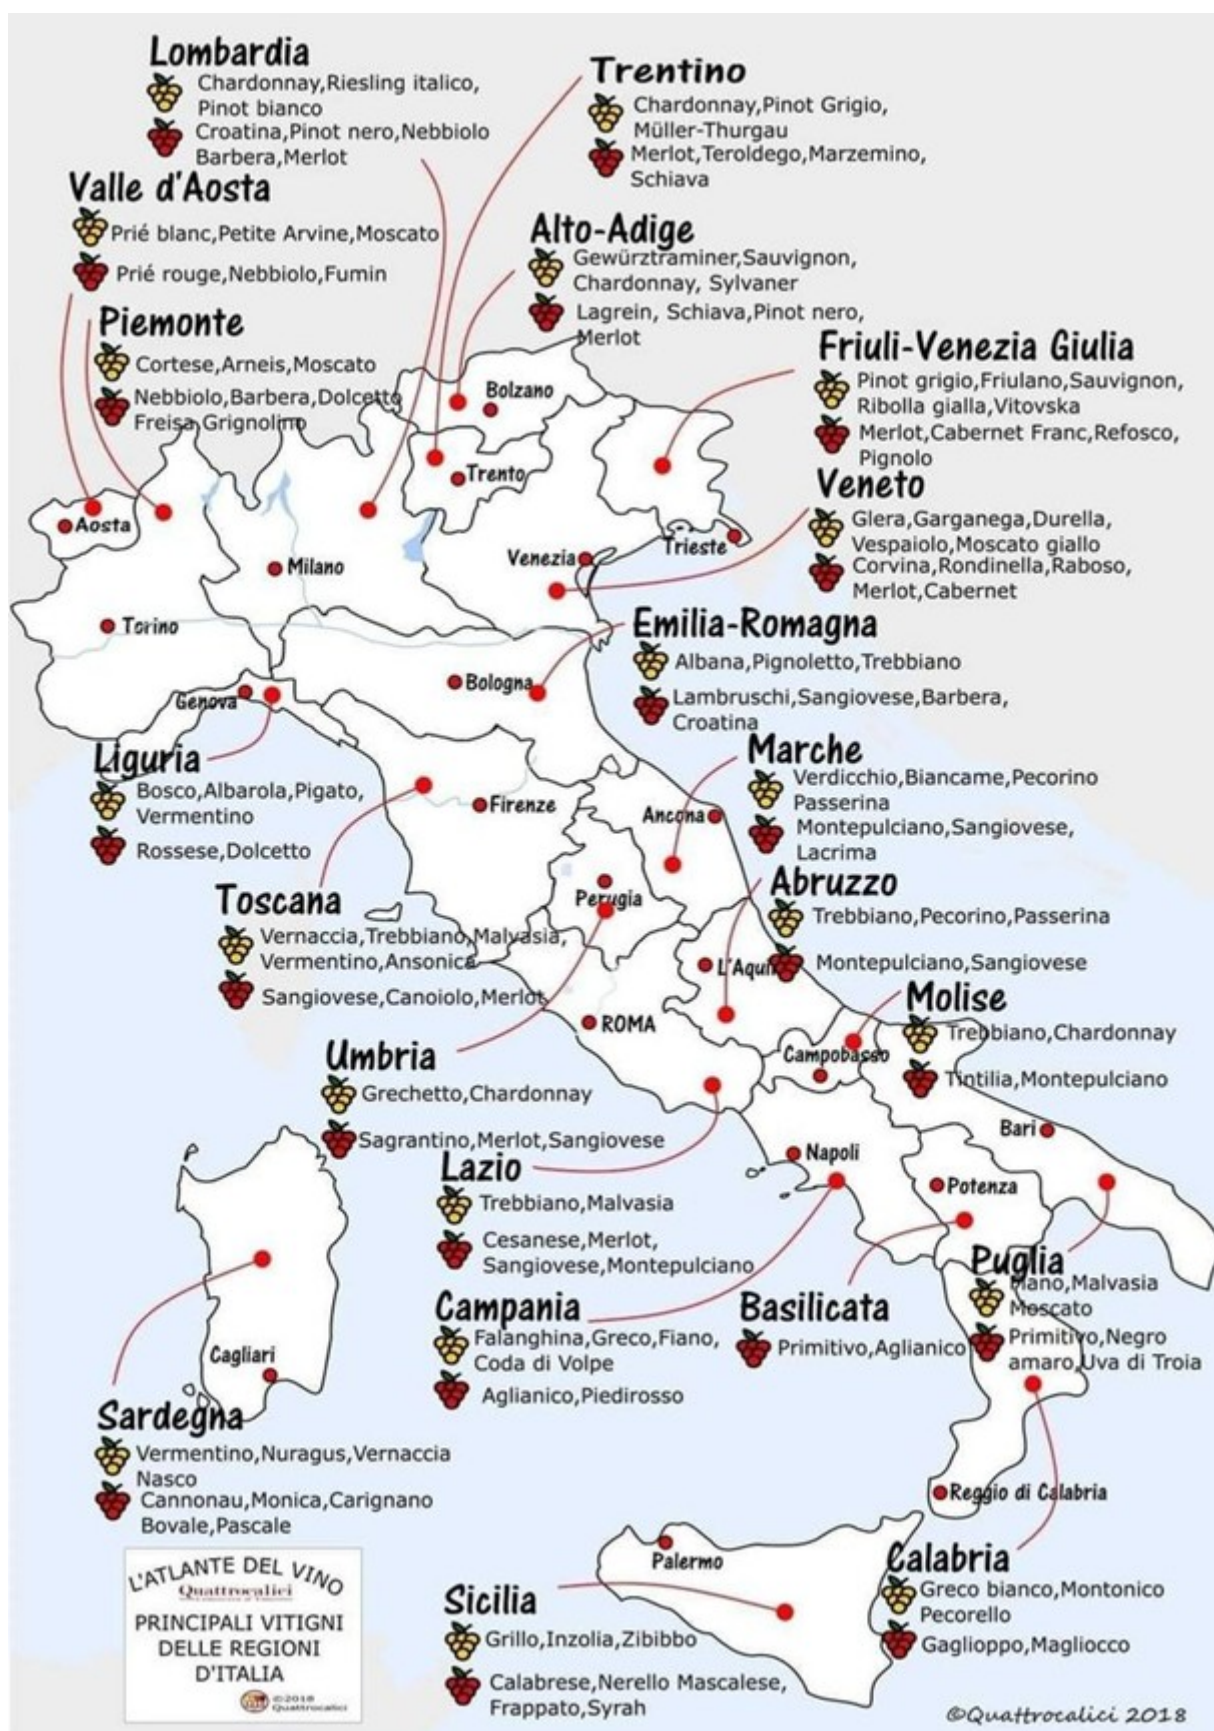 Lombardia
Chardonnay,Riesling italico,
Pinot bianco
Croatina,Pinot nero,Nebbiolo
Barbera,Merlot
Trentino
Chardonnay,Pinot Grigio,
Müller-Thurgau
Merlot,Teroldego,Marzemino,
Schiava
Valle d'Aosta
Prié blanc,Petite Arvine,Moscato
Prié rouge,Nebbiolo,Fumin
Alto-Adige
Gewürztraminer,Sauvignon,
Chardonnay, Sylvaner
Lagrein, Schiava,Pinot nero,
Merlot
Piemonte
Cortese,Arneis,Moscato
Nebbiolo,Barbera,Dolcetto
Freisa,Grignolino
Friuli-Venezia Giulia
Pinot grigio,Friulano,Sauvignon,
Ribolla gialla,Vitovska
Merlot,Cabernet Franc,Refosco,
Pignolo
Bolzano
Trento
Veneto
Glera,Garganega,Durella,
Vespaiolo,Moscato giallo
Corvina,Rondinella,Raboso,
Merlot,Cabernet
Aosta
Trieste
Venezia
Milano
Torino
Emilia-Romagna
Albana,Pignoletto,Trebbiano
Lambruschi,Sangiovese,Barbera,
Croatina
Bologna
Genova
Liguria
Bosco,Albarola,Pigato,
Vermentino
Rossese,Dolcetto
Marche
Verdicchio,Biancame,Pecorino
Passerina
Montepulciano,Sangiovese,
Lacrima
Firenze
Ancona
Perugia
Toscana
Vernaccia,Trebbiano,Malvasia,
Vermentino,Ansonica
Sangiovese,Canoiolo,Merlot
Abruzzo
Trebbiano,Pecorino,Passerina
Montepulciano,Sangiovese
L'Aqui
ROMA
Molise
Trebbiano,Chardonnay
Tintilia,Montepulciano
Campobasso
Umbria
Grechetto,Chardonnay
Sagrantino,Merlot,Sangiovese
Bari
Napoli
Potenza
Lazio
Trebbiano,Malvasia
Cesanese,Merlot,
Sangiovese,Montepulciano
Puglia
Mano,Malvasia
Moscato
Primitivo,Negro
amaro,Uva di Troia
Campania
Falanghina,Greco,Fiano,
Coda di Volpe
Aglianico,Piedirosso
Basilicata
Primitivo,Aglianico
Cagliari
Sardegna
Vermentino,Nuragus,Vernaccia
Nasco
Cannonau,Monica,Carignano
Bovale,Pascale
Reggio di Calabria
Palermo
Calabria
Greco bianco,Montonico
Pecorello
Gaglioppo,Magliocco
Sicilia
Grillo,Inzolia,Zibibbo
Calabrese,Nerello Mascalese,
Frappato,Syrah
L'ATLANTE DEL VINO
Quattrocalici
PRINCIPALI VITIGNI
DELLE REGIONI
D'ITALIA
©2018
Quattrocalici
©Quattrocalici 2018